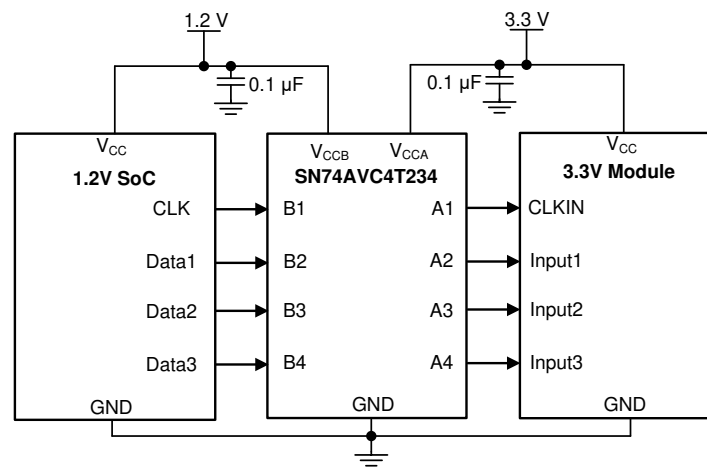 1.2 V
3.3 V
0.1 µF
0.1 µF
VCC
VCCB
VCCA
VCC
1.2V SoC
SN74AVC4T234
3.3V Module
CLK
B1
A1
CLKIN
Data1
B2
A2
Input1
Data2
B3
A3
Input2
Data3
B4
A4
Input3
GND
GND
GND